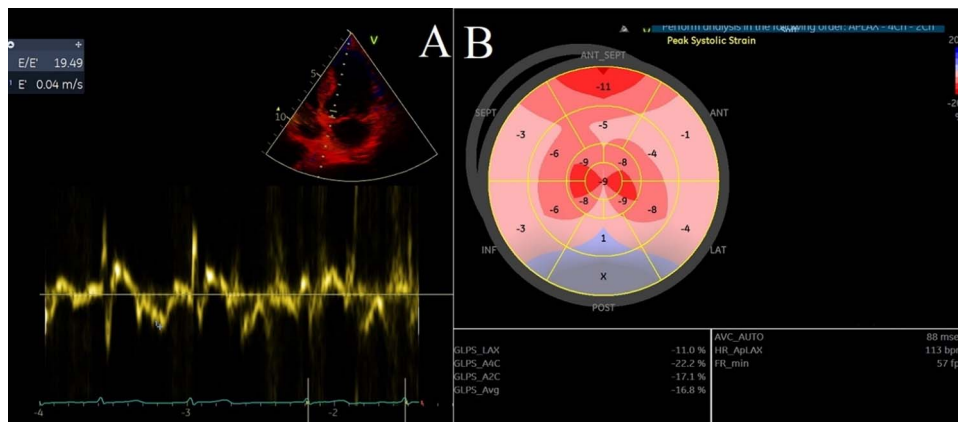 A
V
E/E' 19.49
E' 0.04 m/s
5
10
-4
-3
-2
B
Perform analysis in the following order: APLAX - 4CH - 2CH
Peak Systolic Strain
ANT_SEPT
SEPT
ANT
INF
LAT
POST
-11
-3
-5
-1
-6
-9
-8
-4
-9
-6
-8
-9
-8
-3
1
-4
X
20
-20
GLPS_LAX -11.0 %
GLPS_A4C -22.2 %
GLPS_A2C -17.1 %
GLPS_Avg -16.8 %
AVC_AUTO 88 mse
HR_ApLAX 113 bpm
FR_min 57 fp